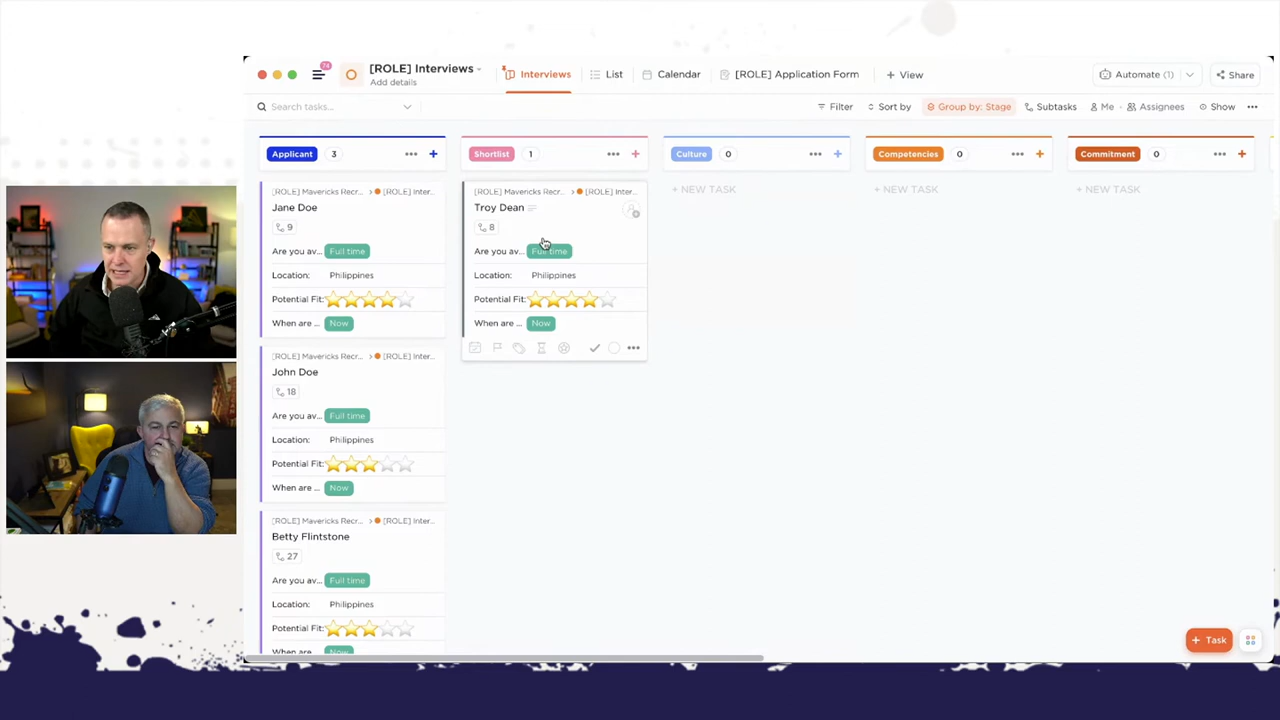 74
[ROLE] Interviews
Add details
Interviews
List
Calendar
[ROLE] Application Form
+ View
Automate (1)
Share
Search tasks...
Filter
Sort by
Group by: Stage
Subtasks
Me
Assignees
Show
Applicant 3
Shortlist 1
Culture 0
Competencies 0
Commitment 0
[ROLE] Mavericks Recr... > [ROLE] Inter...
Jane Doe
9
Are you av... Full time
Location: Philippines
Potential Fit:
When are ... Now
[ROLE] Mavericks Recr... > [ROLE] Inter...
John Doe
18
Are you av... Full time
Location: Philippines
Potential Fit:
When are ... Now
[ROLE] Mavericks Recr... > [ROLE] Inter...
Betty Flintstone
27
Are you av... Full time
Location: Philippines
Potential Fit:
When are ... Now
[ROLE] Mavericks Recr... > [ROLE] Inter...
Troy Dean
8
Are you av... Full time
Location: Philippines
Potential Fit:
When are ... Now
+ NEW TASK
+ NEW TASK
+ NEW TASK
+ Task